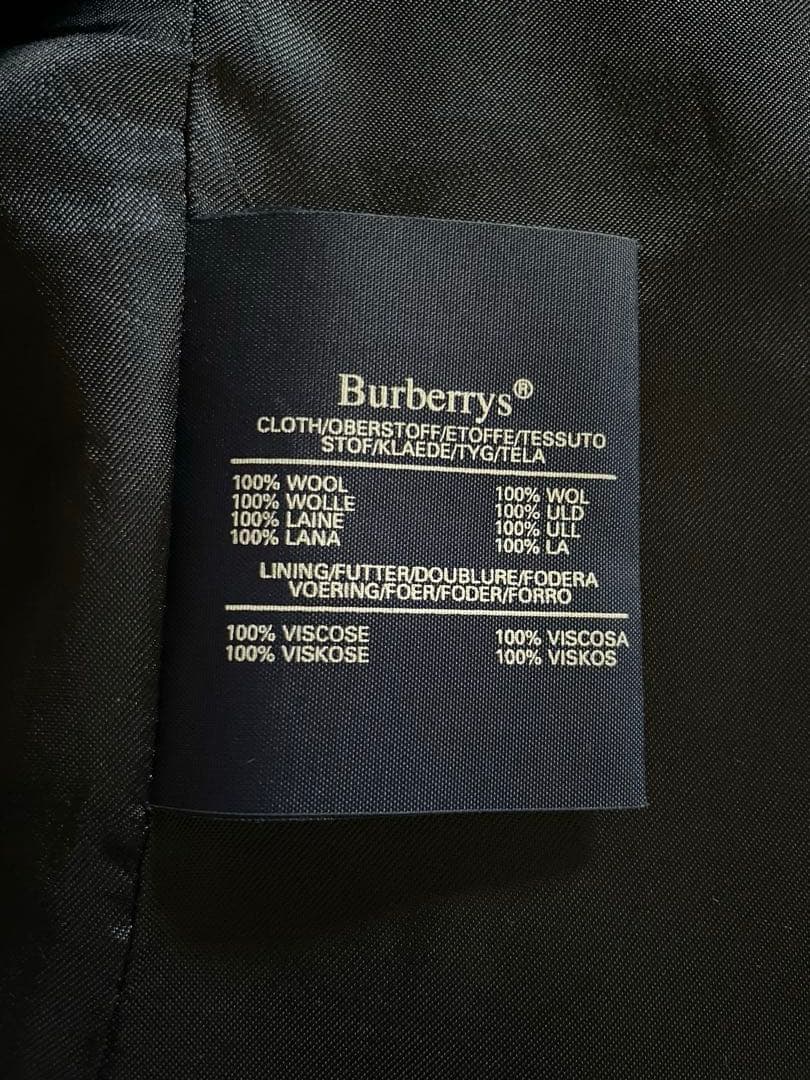 Burberrys®
CLOTH/OBERSTOFF/ETOFFE/TESSUTO
STOF/KLAEDE/TYG/TELA
100% WOOL
100% WOLLE
100% LAINE
100% LANA
100% WOL
100% ULD
100% ULL
100% LA
LINING/FUTTER/DOUBLURE/FODERA
VOERING/FOER/FODER/FORRO
100% VISCOSE
100% VISKOSE
100% VISCOSA
100% VISKOS